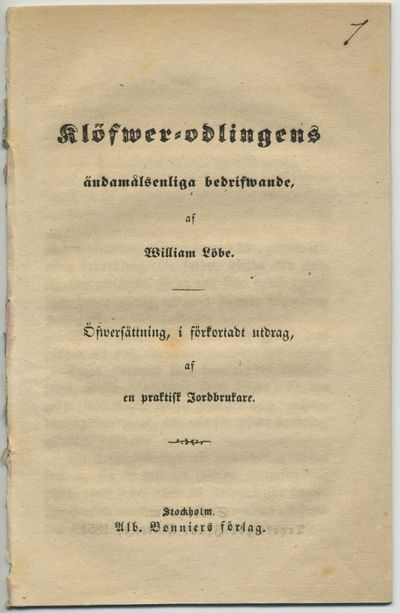 7
Klöfwer-odlingens
ändamålsenliga bedrifwande,
af
William Löbe.
Öfwersättning, i förkortadt utdrag,
af
en praktisk Jordbrukare.
Stockholm.
Alb. Bonniers förlag.